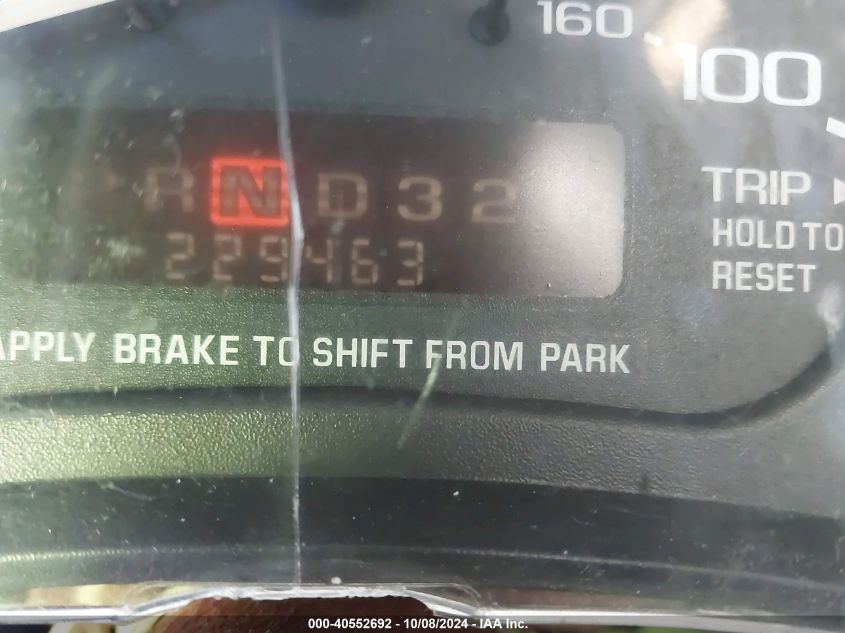 160
100
R N D 3 2
TRIP
229463
HOLD TO
RESET
APPLY BRAKE TO SHIFT FROM PARK
000-40552692 - 10/08/2024 - IAA Inc.